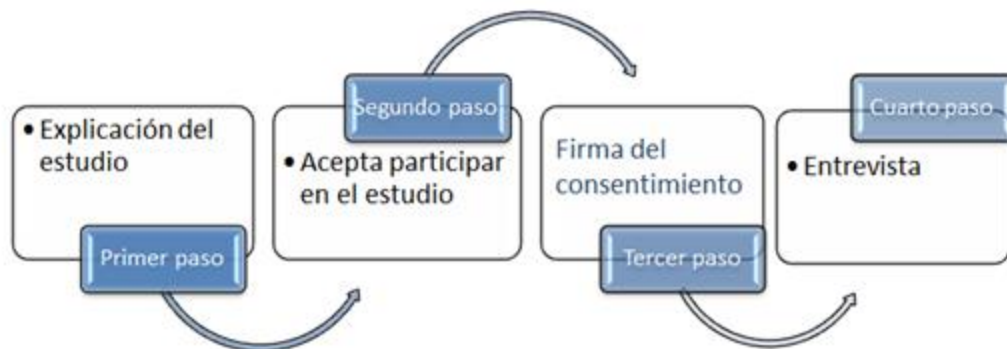 • Explicación del
estudio
Primer paso
Segundo paso
• Acepta participar
en el estudio
Firma del
consentimiento
Tercer paso
Cuarto paso
• Entrevista